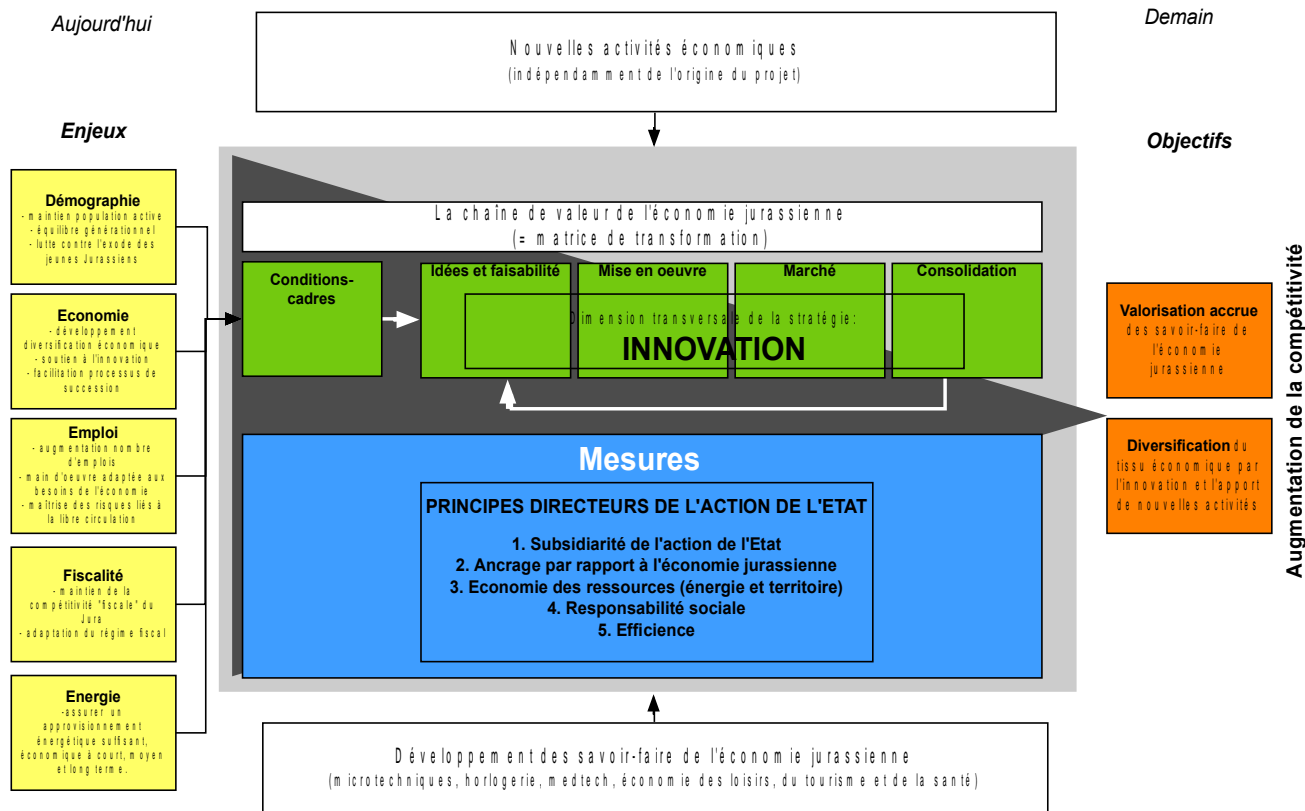 Aujourd'hui
Demain
Nouvelles activités économiques
(indépendamment de l'origine du projet)
Enjeux
Objectifs
Démographie
- maintien population active
- équilibre générationnel
- lutte contre l'exode des
jeunes Jurassiens
Economie
- développement
diversification économique
- soutien à l'innovation
- facilitation processus de
succession
Emploi
- augmentation nombre
d'emplois
- main d'oeuvre adaptée aux
besoins de l'économie
- maîtrise des risques liés à
la libre circulation
Fiscalité
- maintien de la
compétitivité "fiscale" du
Jura
- adaptation du régime fiscal
Energie
-assurer un
approvisionnement
énergétique suffisant,
économique à court, moyen
et long terme.
La chaîne de valeur de l'économie jurassienne
(= matrice de transformation)
Conditions-
cadres
Idées et faisabilité
Mise en oeuvre
Marché
Consolidation
Dimension transversale de la stratégie:
INNOVATION
Mesures
PRINCIPES DIRECTEURS DE L'ACTION DE L'ETAT
1. Subsidiarité de l'action de l'Etat
2. Ancrage par rapport à l'économie jurassienne
3. Economie des ressources (énergie et territoire)
4. Responsabilité sociale
5. Efficience
Valorisation accrue
des savoir-faire de
l'économie
jurassienne
Diversification du
tissu économique par
l'innovation et l'apport
de nouvelles activités
Augmentation de la compétitivité
Développement des savoir-faire de l'économie jurassienne
(microtechniques, horlogerie, medtech, économie des loisirs, du tourisme et de la santé)